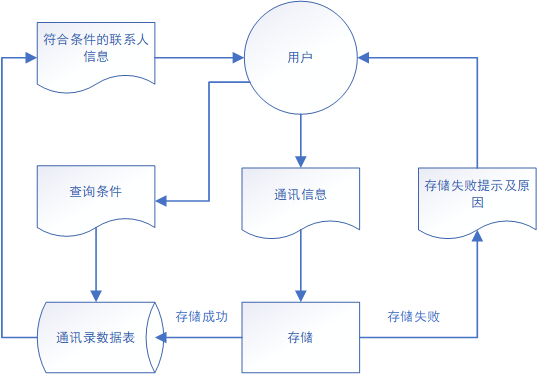 符合条件的联系人
信息
用户
查询条件
通讯信息
存储失败提示及原
因
存储成功
存储失败
通讯录数据表
存储